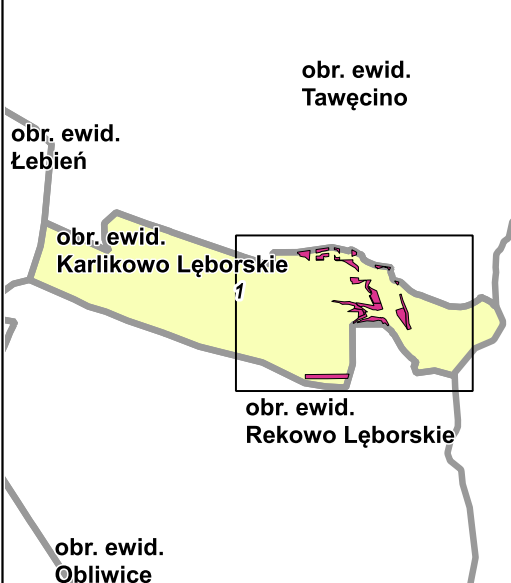 obr. ewid.
Tawęcino
obr. ewid.
Łebień
obr. ewid.
Karlikowo Lęborskie
1
obr. ewid.
Rekowo Lęborskie
obr. ewid.
Obliwice